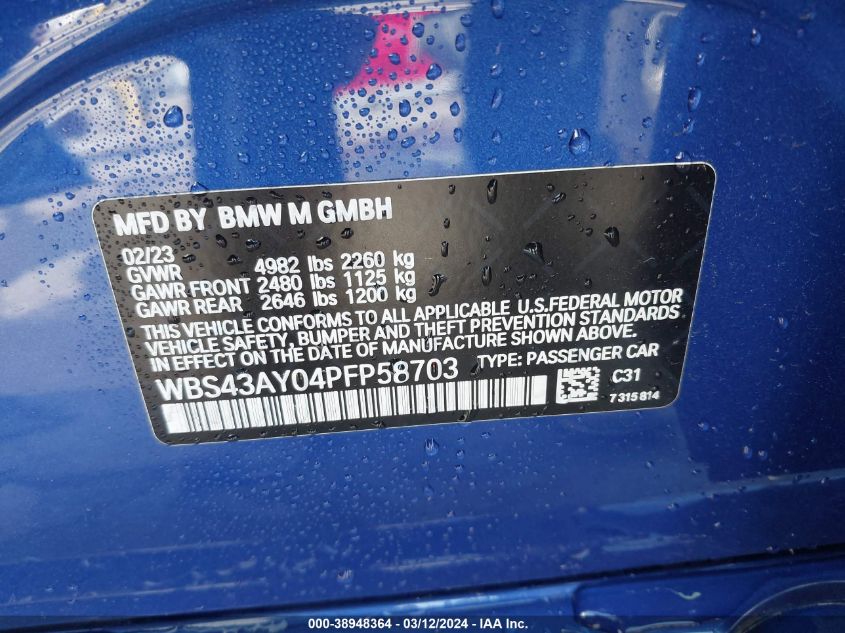 MFD BY BMW M GMBH
02/23
GVWR 4982 lbs 2260 kg
GAWR FRONT 2480 lbs 1125 kg
GAWR REAR 2646 lbs 1200 kg
THIS VEHICLE CONFORMS TO ALL APPLICABLE U.S.FEDERAL MOTOR
VEHICLE SAFETY, BUMPER AND THEFT PREVENTION STANDARDS
IN EFFECT ON THE DATE OF MANUFACTURE SHOWN ABOVE.
WBS43AY04PFP58703 TYPE: PASSENGER CAR
C31
7 315 814
000-38948364 - 03/12/2024 - IAA Inc.